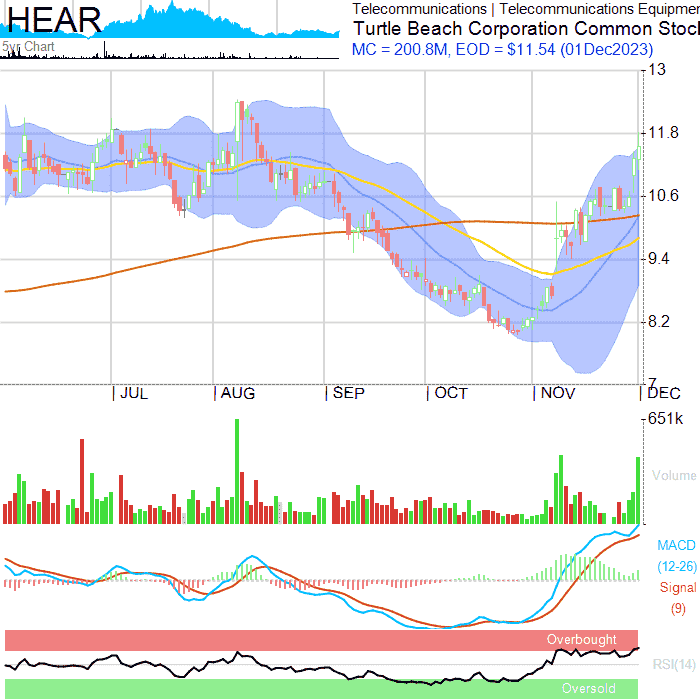 HEAR
5yr Chart
Telecommunications | Telecommunications Equipmen
Turtle Beach Corporation Common Stock
MC = 200.8M, EOD = $11.54 (01Dec2023)
13
11.8
10.6
9.4
8.2
7
JUL AUG SEP OCT NOV DEC
651k
Volume
MACD
(12-26)
Signal
(9)
Overbought
RSI(14)
Oversold